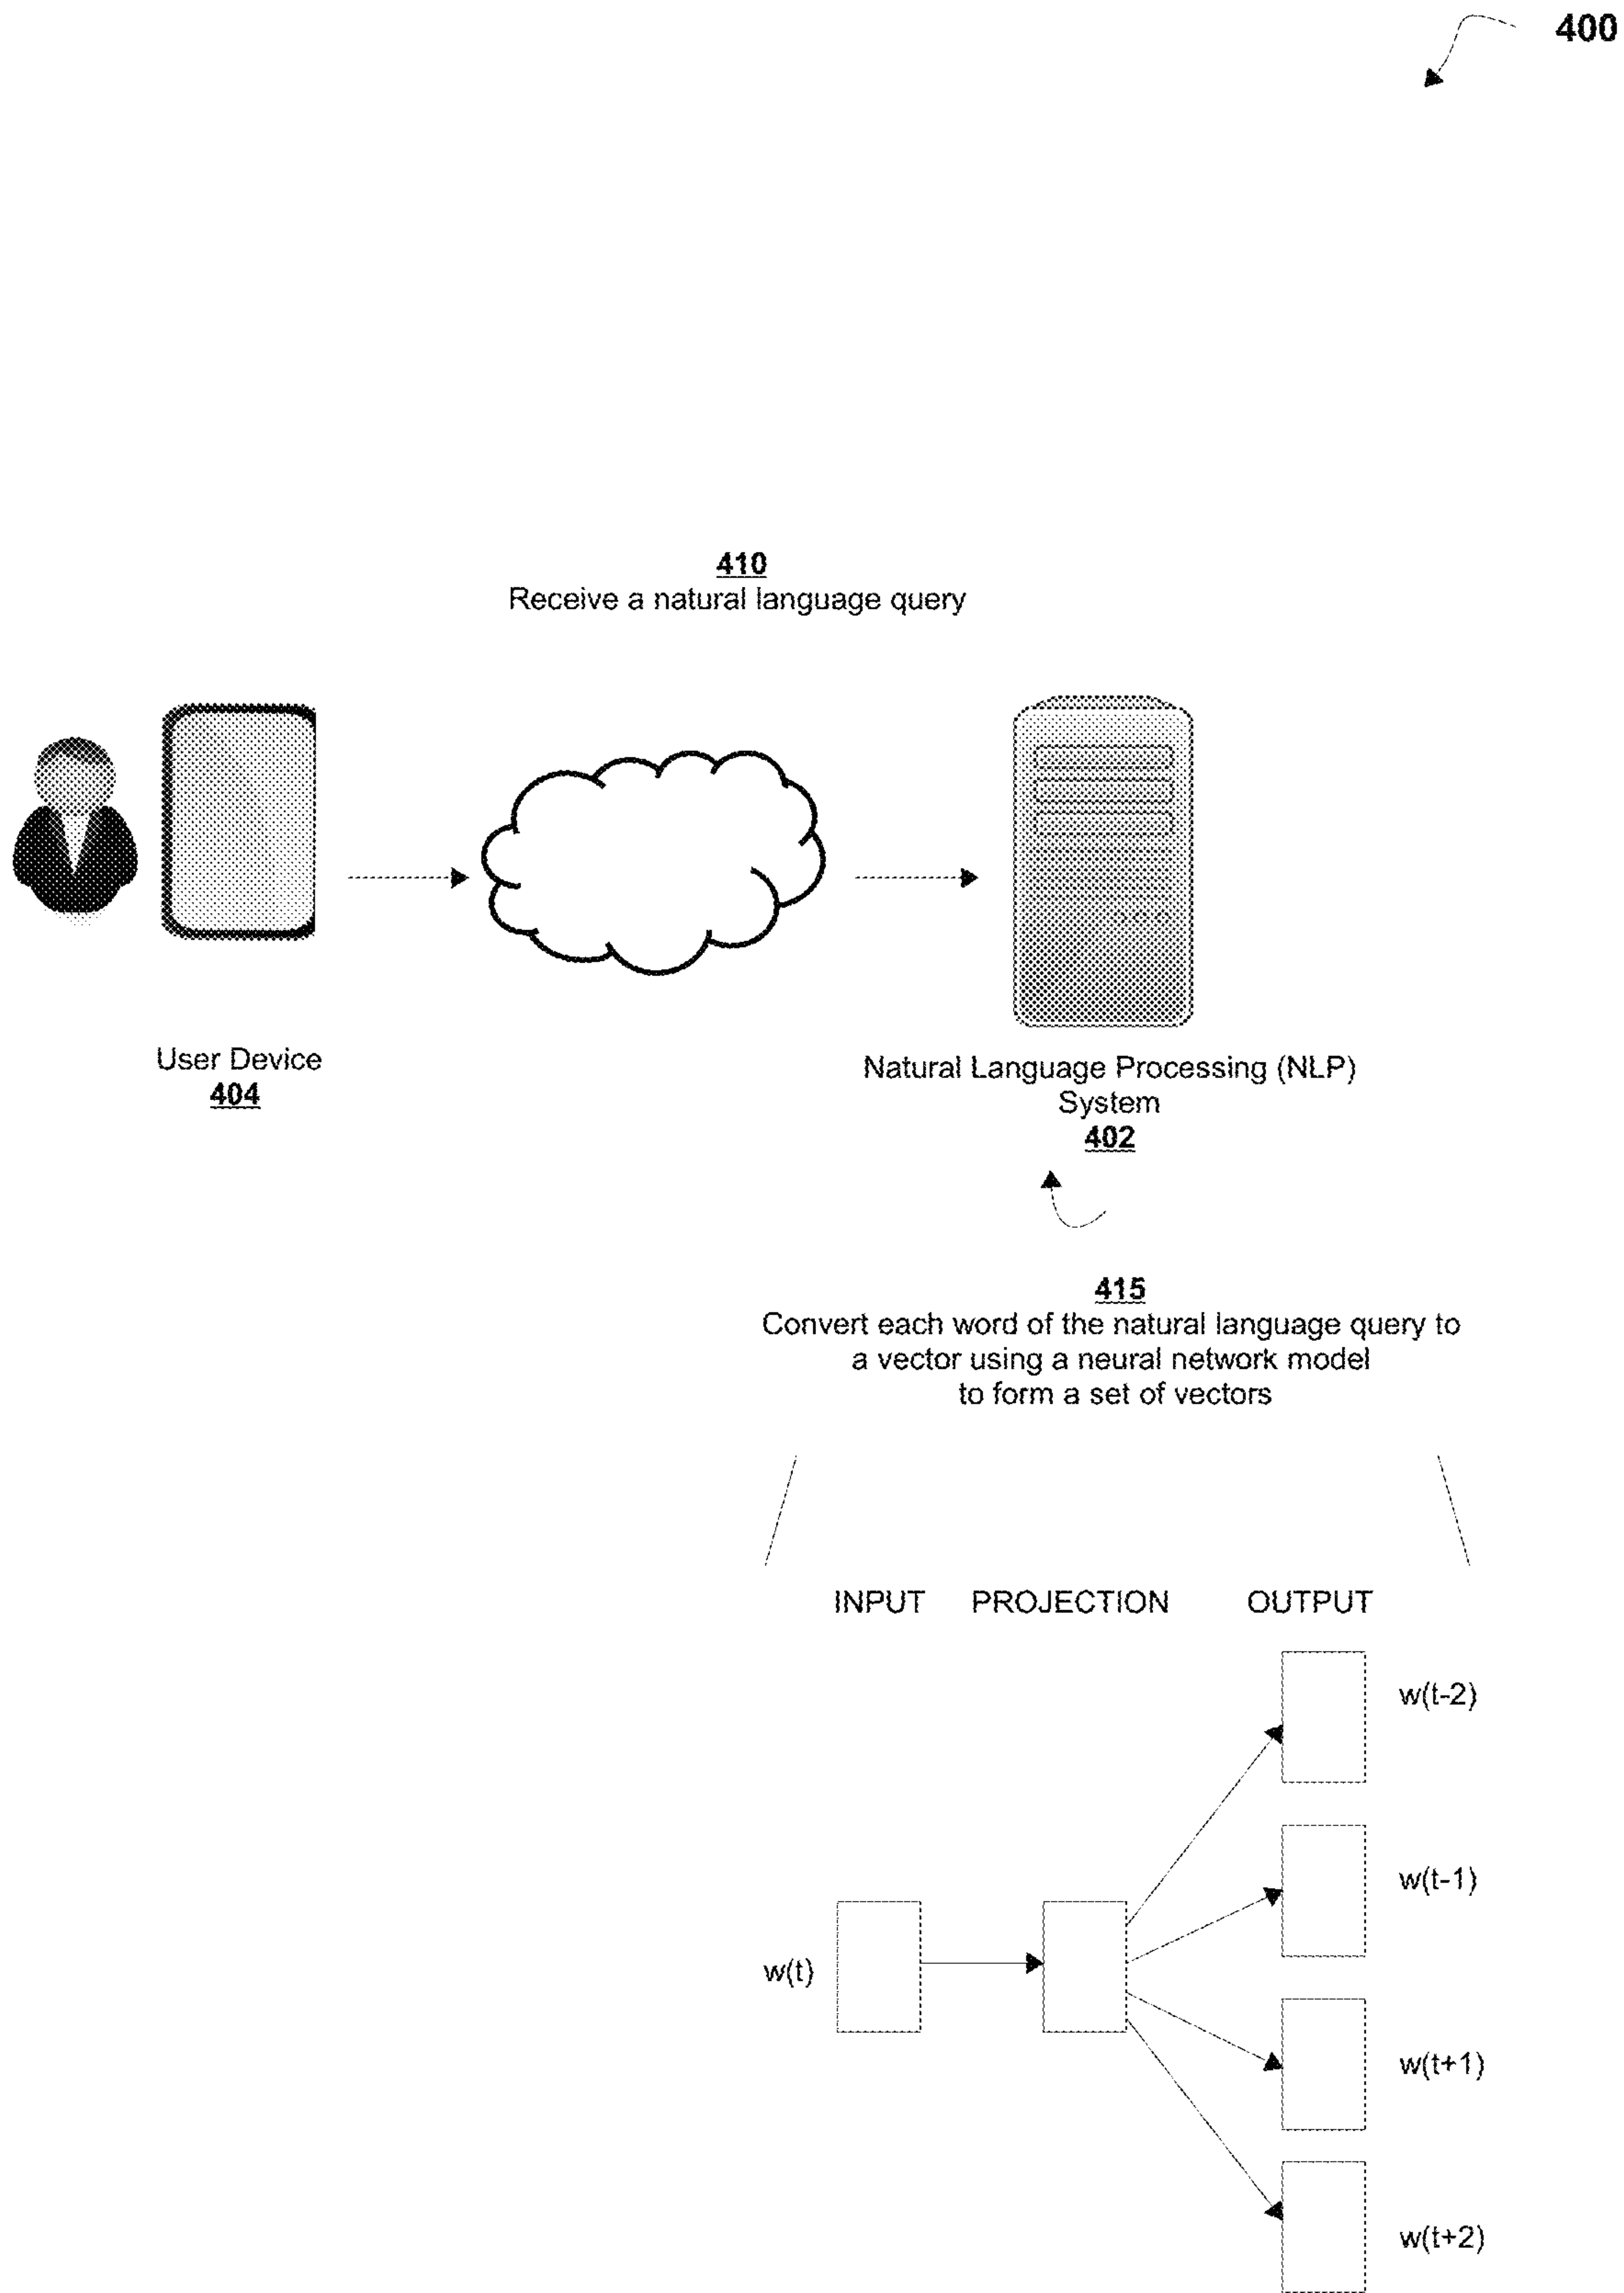 400
410
Receive a natural language query
User Device
404
Natural Language Processing (NLP)
System
402
415
Convert each word of the natural language query to
a vector using a neural network model
to form a set of vectors
INPUT PROJECTION OUTPUT
w(t-2)
w(t-1)
w(t)
w(t+1)
w(t+2)